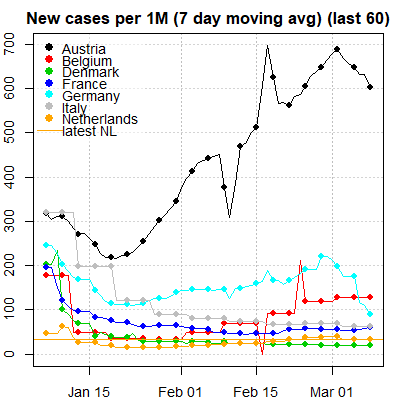 New cases per 1M (7 day moving avg) (last 60)
700
600
500
400
300
200
100
0
Austria
Belgium
Denmark
France
Germany
Italy
Netherlands
latest NL
Jan 15
Feb 01
Feb 15
Mar 01